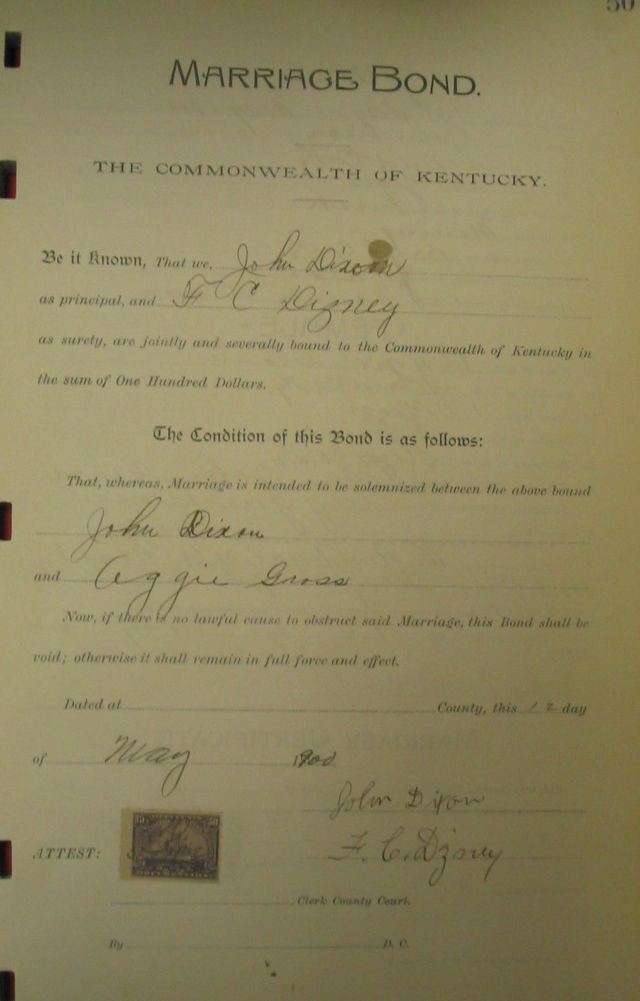 50
MARRIAGE BOND.
THE COMMONWEALTH OF KENTUCKY.
Be it Known, That we, John Dixon
as principal, and F C Dizney
as surety, are jointly and severally bound to the Commonwealth of Kentucky in
the sum of One Hundred Dollars.
The Condition of this Bond is as follows:
That, whereas, Marriage is intended to be solemnized between the above bound
John Dixon
and Aggie Gross
Now, if there is no lawful cause to obstruct said Marriage, this Bond shall be
void; otherwise it shall remain in full force and effect.
Dated at County, this 12 day
of May 1900
John Dixon
ATTEST: F. C. Dizney
Clerk County Court.
By D. C.